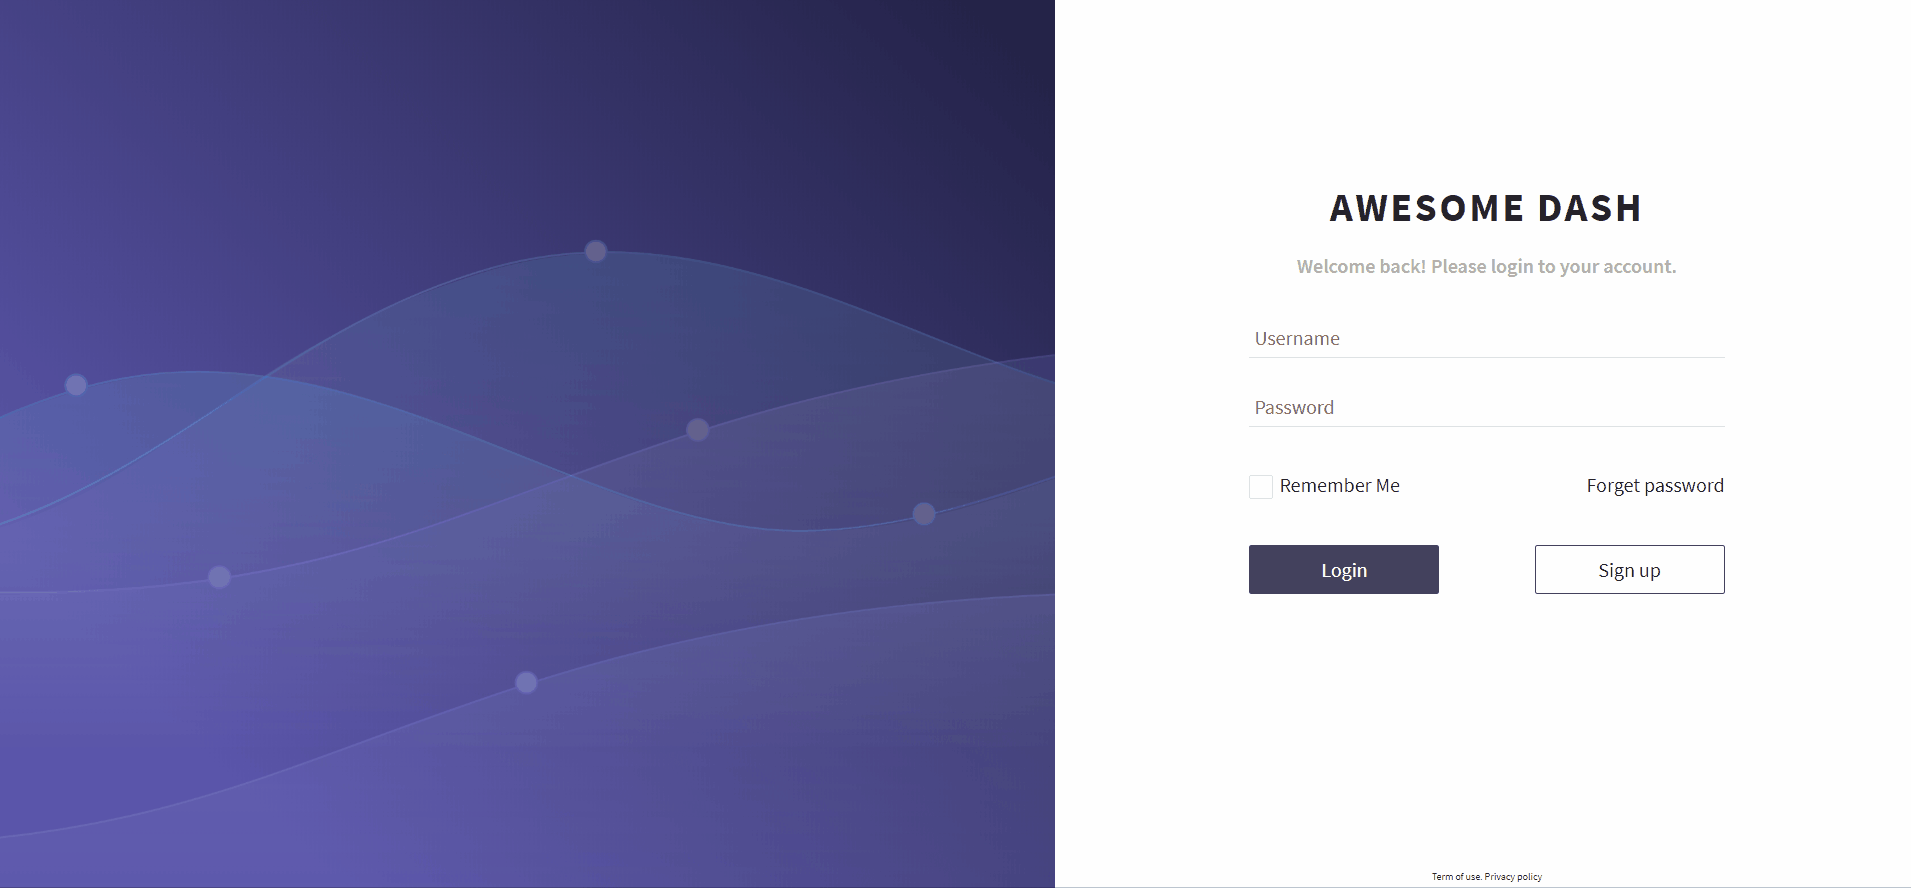 AWESOME DASH
Welcome back! Please login to your account.
Username
Password
Remember Me Forget password
Login Sign up
Term of use. Privacy policy